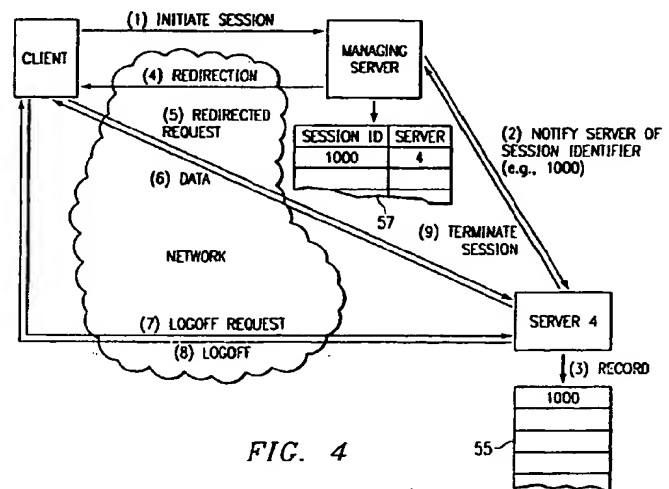 (1) INITIATE SESSION
CLIENT
MANAGING
SERVER
(4) REDIRECTION
(5) REDIRECTED
REQUEST
SESSION ID SERVER
1000 4
57
(2) NOTIFY SERVER OF
SESSION IDENTIFIER
(e.g., 1000)
(6) DATA
(9) TERMINATE
SESSION
NETWORK
(7) LOGOFF REQUEST
(8) LOGOFF
SERVER 4
(3) RECORD
1000
55
FIG. 4